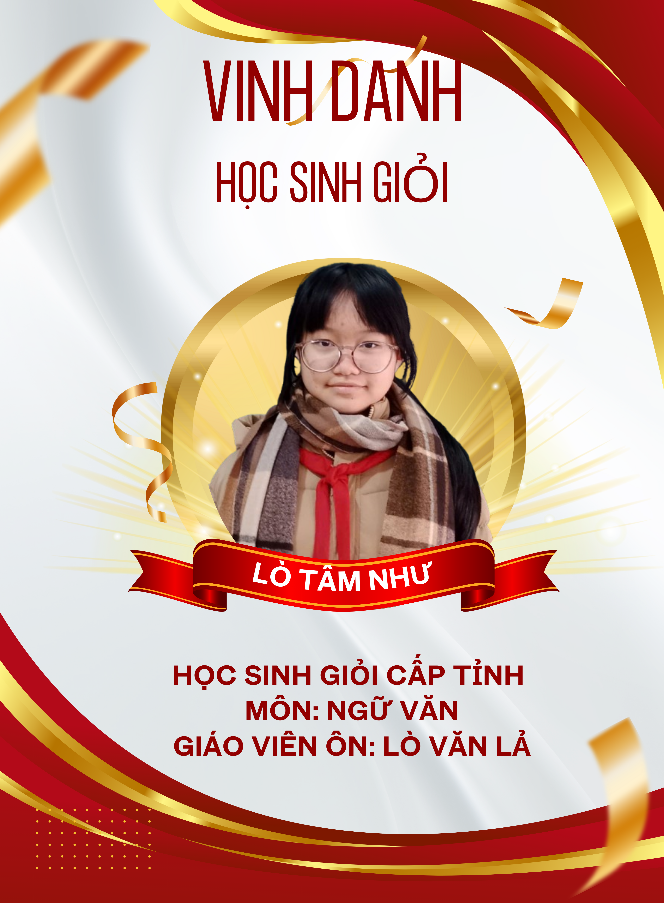 VINH DANH
HỌC SINH GIỎI
LÒ TÂM NHƯ
HỌC SINH GIỎI CẤP TỈNH
MÔN: NGỮ VĂN
GIÁO VIÊN ÔN: LÒ VĂN LẢ